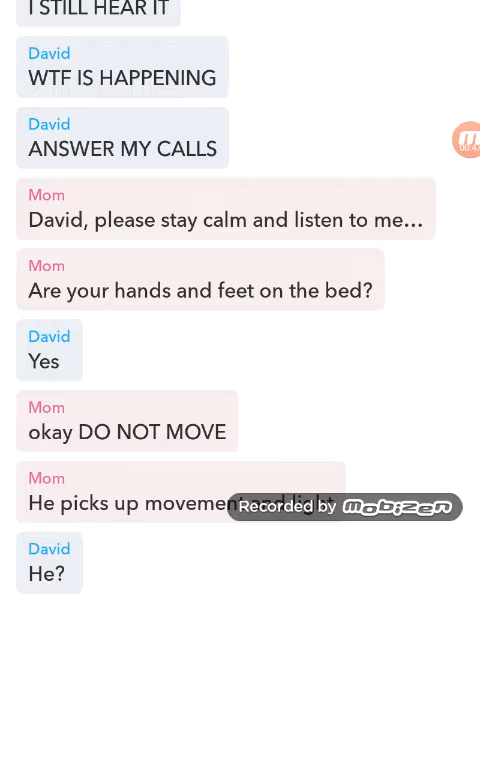 I STILL HEAR IT
David
WTF IS HAPPENING
David
ANSWER MY CALLS
Mom
David, please stay calm and listen to me...
Mom
Are your hands and feet on the bed?
David
Yes
Mom
okay DO NOT MOVE
Mom
He picks up movement and light
Recorded by mobizen
David
He?